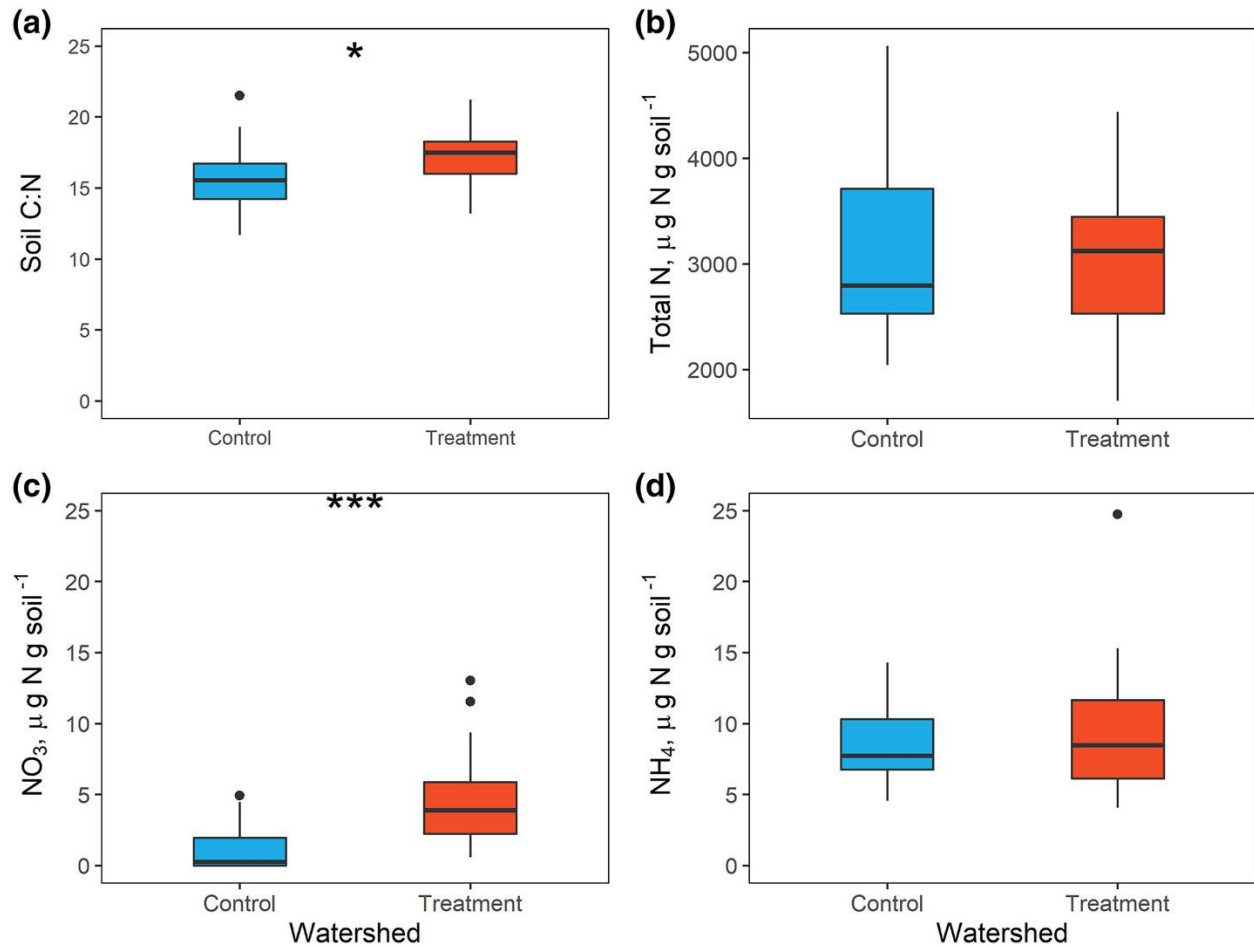 (a)
*
25
20
15
10
5
0
Soil C:N
Control Treatment
(b)
5000
4000
3000
2000
Total N, μ g N g soil⁻¹
Control Treatment
(c)
***
25
20
15
10
5
0
NO₃, μ g N g soil⁻¹
Control Treatment
Watershed
(d)
25
20
15
10
5
0
NH₄, μ g N g soil⁻¹
Control Treatment
Watershed